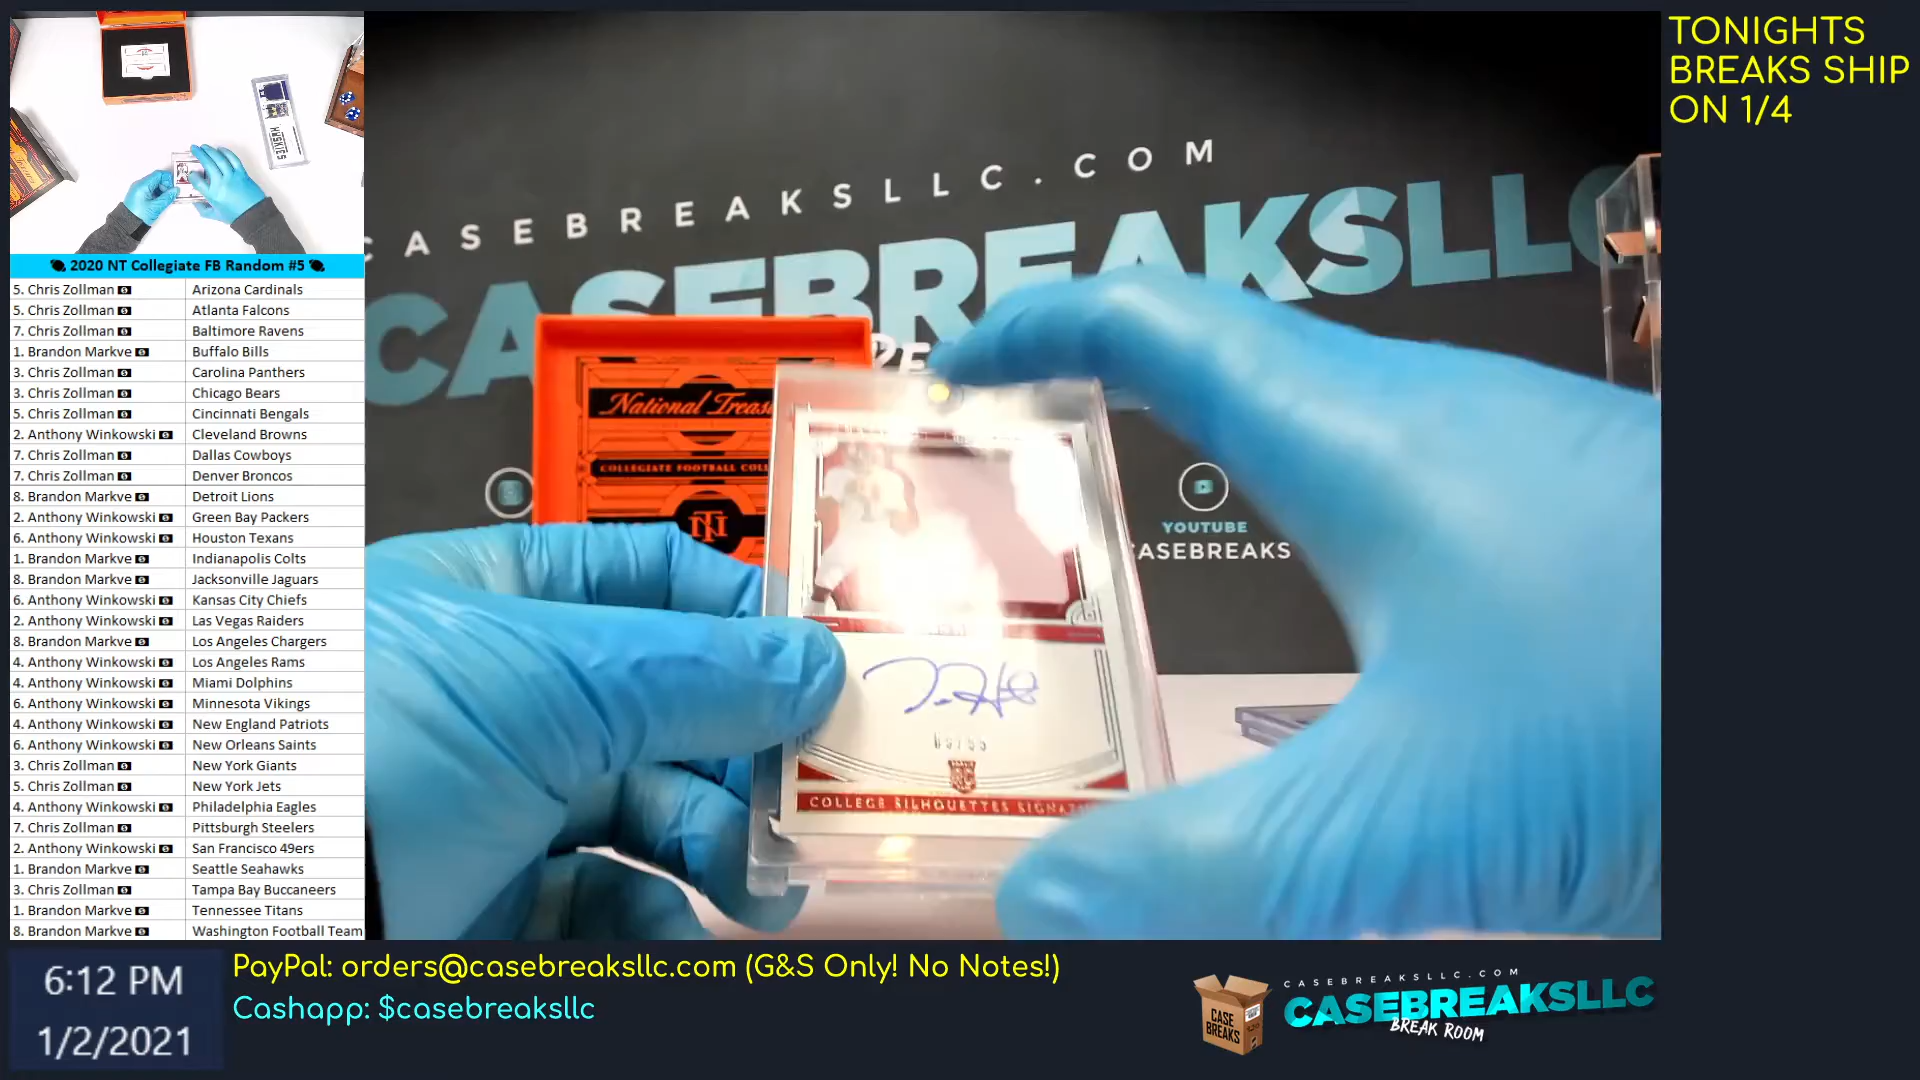 TONIGHTS
BREAKS SHIP
ON 1/4
HUSKIES
CASEBREAKSLLC.COM
CASEBREAKSLLC
National
COLLEGIATE FOOTBALL
NT
YOUTUBE
CASEBREAKS
COLLEGE SILHOUETTES
2020 NT Collegiate FB Random #5
5. Chris Zollman Arizona Cardinals
5. Chris Zollman Atlanta Falcons
7. Chris Zollman Baltimore Ravens
1. Brandon Markve Buffalo Bills
3. Chris Zollman Carolina Panthers
3. Chris Zollman Chicago Bears
5. Chris Zollman Cincinnati Bengals
2. Anthony Winkowski Cleveland Browns
7. Chris Zollman Dallas Cowboys
7. Chris Zollman Denver Broncos
8. Brandon Markve Detroit Lions
2. Anthony Winkowski Green Bay Packers
6. Anthony Winkowski Houston Texans
1. Brandon Markve Indianapolis Colts
8. Brandon Markve Jacksonville Jaguars
6. Anthony Winkowski Kansas City Chiefs
2. Anthony Winkowski Las Vegas Raiders
8. Brandon Markve Los Angeles Chargers
4. Anthony Winkowski Los Angeles Rams
4. Anthony Winkowski Miami Dolphins
6. Anthony Winkowski Minnesota Vikings
4. Anthony Winkowski New England Patriots
6. Anthony Winkowski New Orleans Saints
3. Chris Zollman New York Giants
5. Chris Zollman New York Jets
4. Anthony Winkowski Philadelphia Eagles
7. Chris Zollman Pittsburgh Steelers
2. Anthony Winkowski San Francisco 49ers
1. Brandon Markve Seattle Seahawks
3. Chris Zollman Tampa Bay Buccaneers
1. Brandon Markve Tennessee Titans
8. Brandon Markve Washington Football Team
6:12 PM
1/2/2021
PayPal: orders@casebreaksllc.com (G&S Only! No Notes!)
Cashapp: $casebreaksllc
CASE
BREAKS
CASEBREAKSLLC.COM
CASEBREAKSLLC
BREAK ROOM